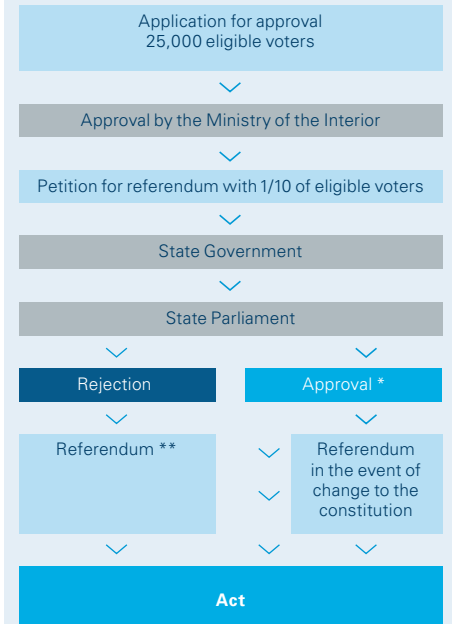 Application for approval
25,000 eligible voters
Approval by the Ministry of the Interior
Petition for referendum with 1/10 of eligible voters
State Government
State Parliament
Rejection
Approval *
Referendum **
Referendum
in the event of
change to the
constitution
Act